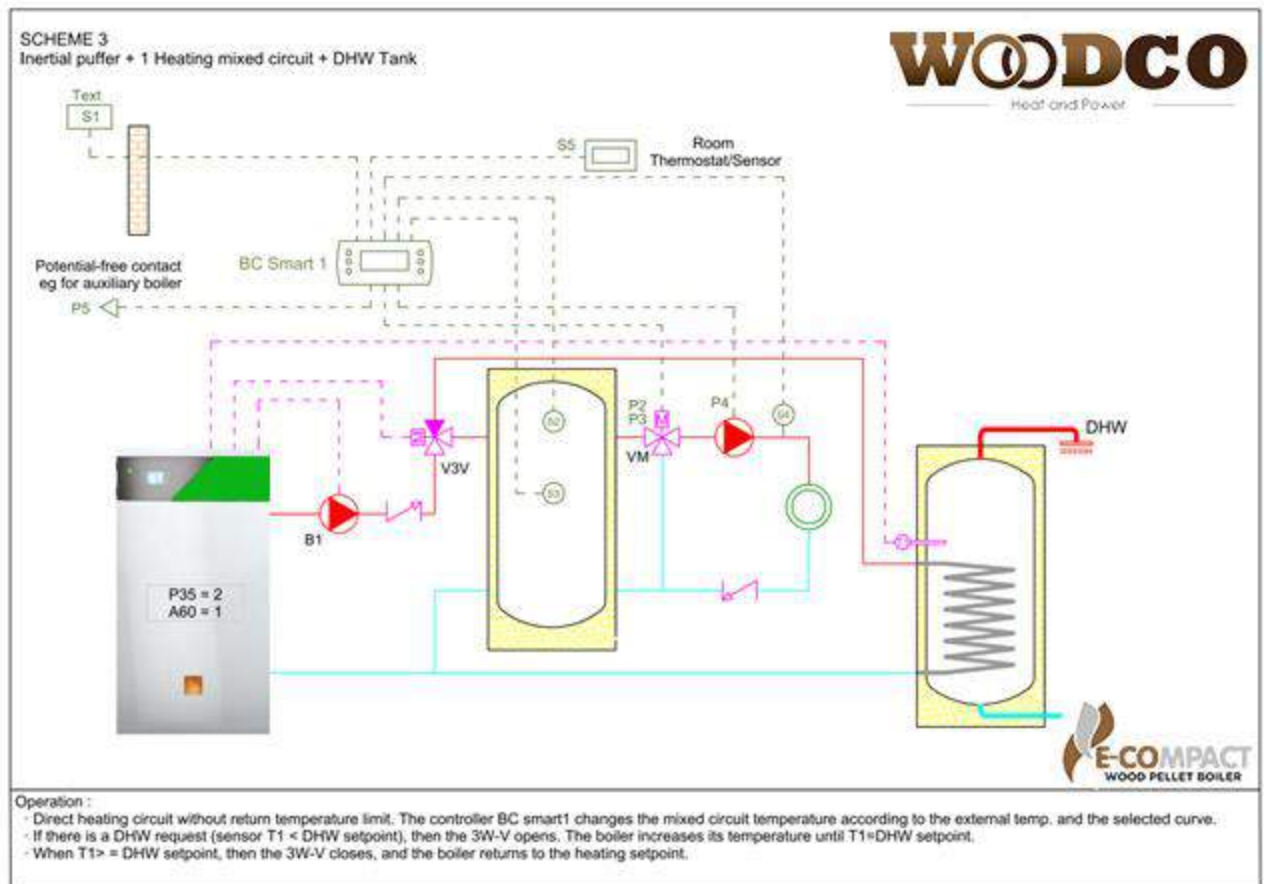 SCHEME 3
Inertial puffer + 1 Heating mixed circuit + DHW Tank
WOODCO
Heat and Power
Text
S1
S5
Room
Thermostat/Sensor
BC Smart 1
Potential-free contact
eg for auxiliary boiler
P5
P2
P3
P4
S4
S2
M
M
VM
V3V
S3
B1
DHW
P35 = 2
A60 = 1
E-COMPACT
WOOD PELLET BOILER
Operation :
· Direct heating circuit without return temperature limit. The controller BC smart1 changes the mixed circuit temperature according to the external temp. and the selected curve.
· If there is a DHW request (sensor T1 < DHW setpoint), then the 3W-V opens. The boiler increases its temperature until T1=DHW setpoint.
· When T1> = DHW setpoint, then the 3W-V closes, and the boiler returns to the heating setpoint.